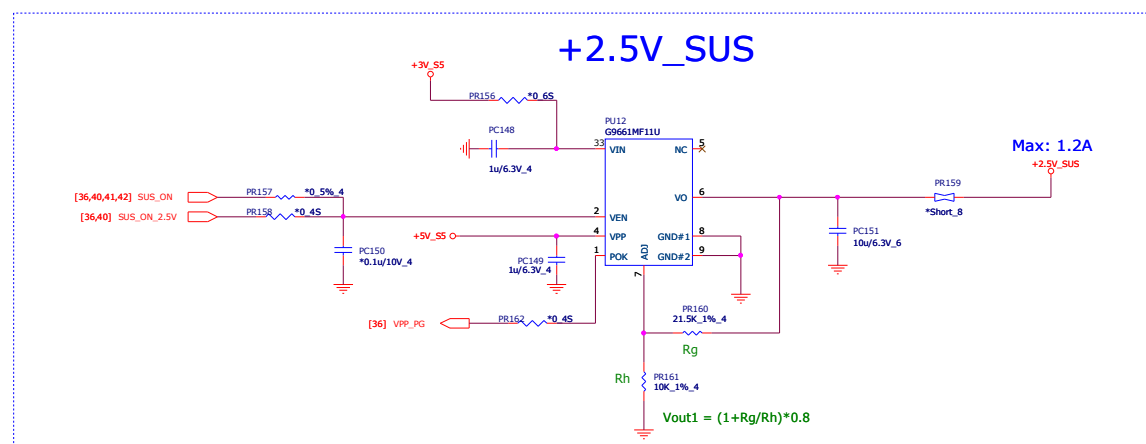 +2.5V_SUS
+3V_S5
PR156
*0_6S
PU12
G9661MF11U
PC148
1u/6.3V_4
33
VIN
NC
5
Max: 1.2A
+2.5V_SUS
[36,40,41,42] SUS_ON
PR157
*0_5%_4
VO
6
PR159
*Short_8
[36,40] SUS_ON_2.5V
PR158
*0_4S
2
VEN
+5V_S5
4
VPP
GND#1
8
PC151
10u/6.3V_6
PC150
*0.1u/10V_4
PC149
1u/6.3V_4
1
POK
ADJ
GND#2
9
7
[36] VPP_PG
PR162
*0_4S
PR160
21.5K_1%_4
Rg
Rh
PR161
10K_1%_4
Vout1 = (1+Rg/Rh)*0.8